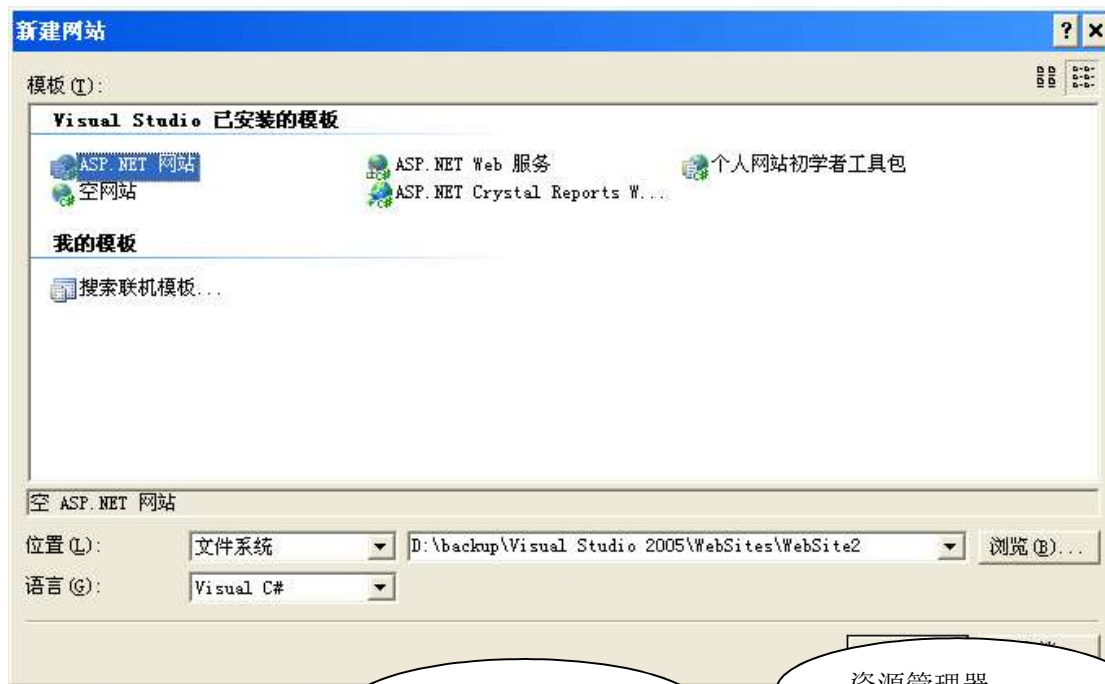 新建网站
模板(T):
Visual Studio 已安装的模板
ASP.NET 网站
ASP.NET Web 服务
个人网站初学者工具包
空网站
ASP.NET Crystal Reports W...
我的模板
搜索联机模板...
空 ASP.NET 网站
位置(L):
文件系统
D:\backup\Visual Studio 2005\WebSites\WebSite2
浏览(B)...
语言(G):
Visual C#
资源管理器